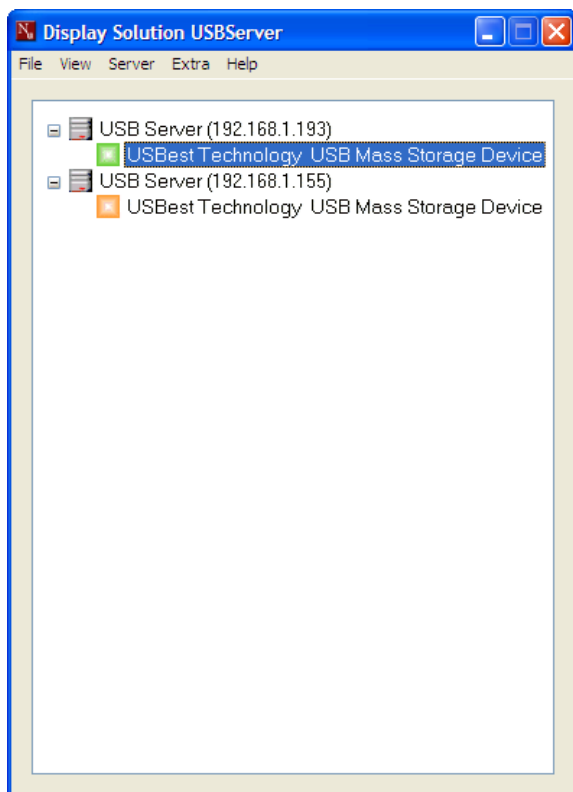 Display Solution USBServer
File View Server Extra Help
USB Server (192.168.1.193)
USBest Technology USB Mass Storage Device
USB Server (192.168.1.155)
USBest Technology USB Mass Storage Device